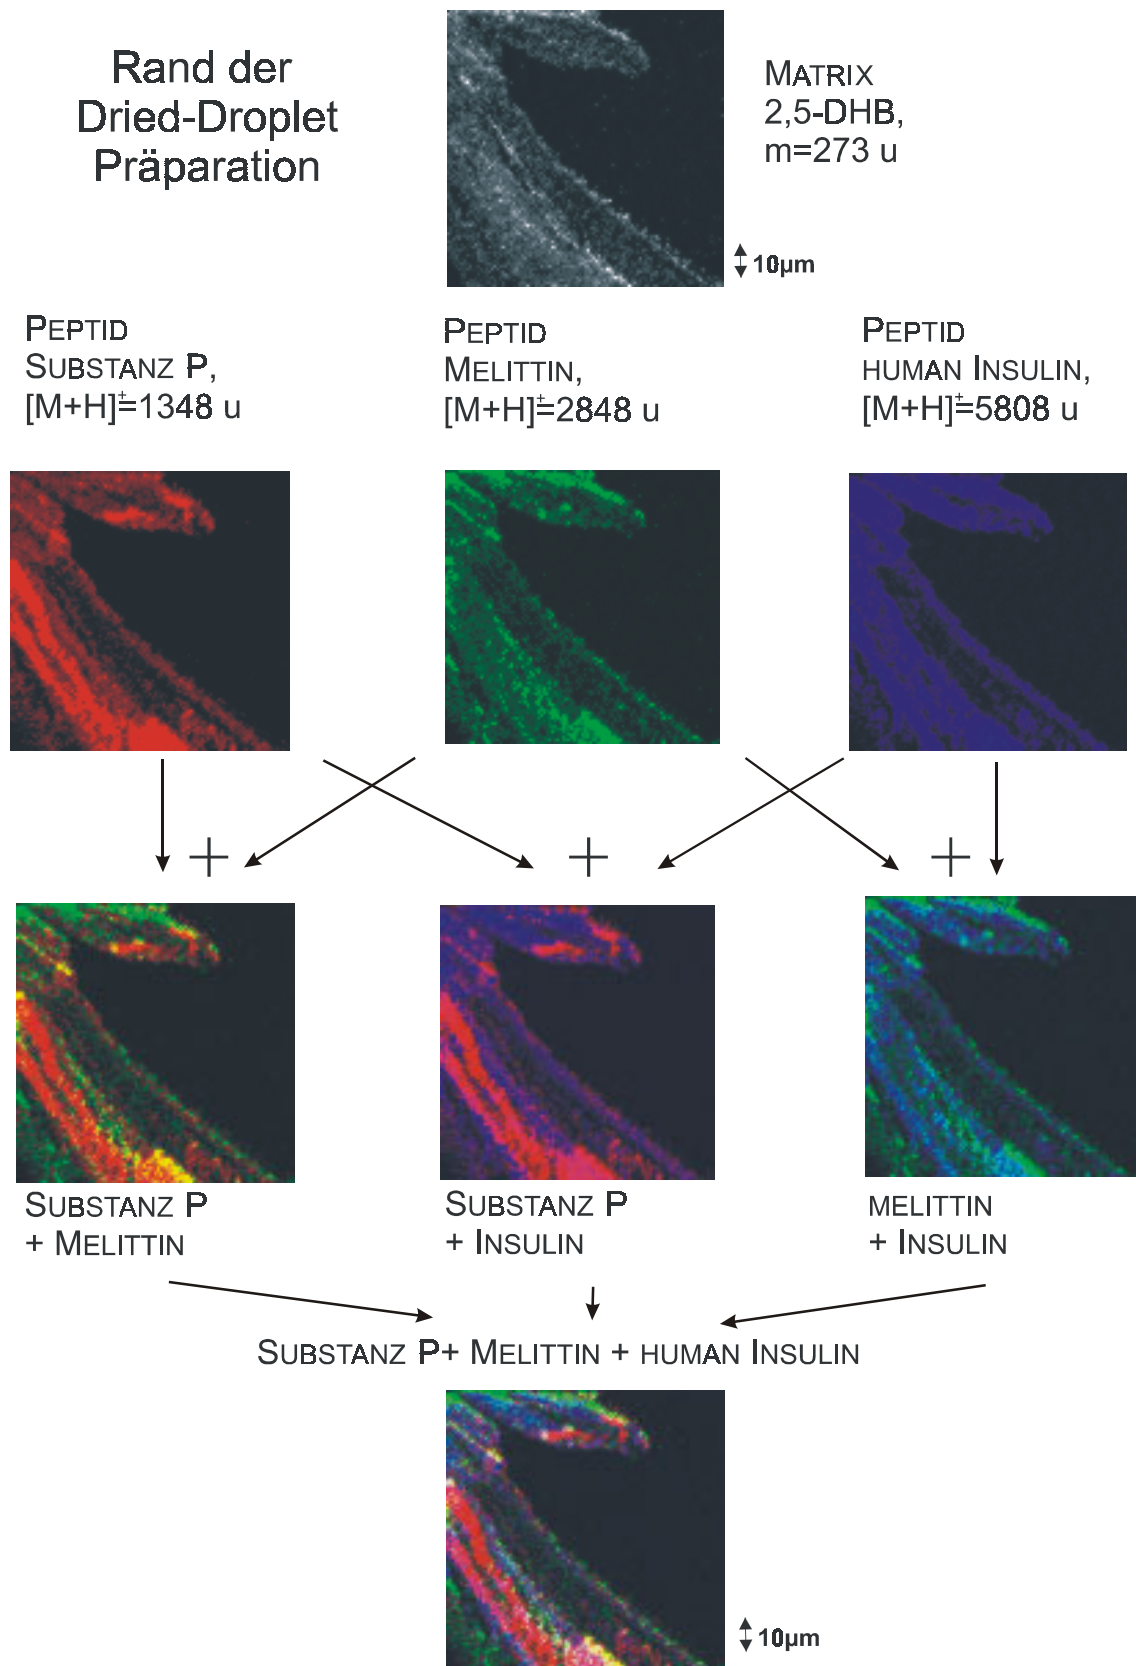 Rand der
Dried-Droplet
Präparation
MATRIX
2,5-DHB,
m=273 u
10µm
PEPTID
SUBSTANZ P,
[M+H]⁺=1348 u
PEPTID
MELITTIN,
[M+H]⁺=2848 u
PEPTID
HUMAN INSULIN,
[M+H]⁺=5808 u
+
+
+
SUBSTANZ P
+ MELITTIN
SUBSTANZ P
+ INSULIN
MELITTIN
+ INSULIN
SUBSTANZ P+ MELITTIN + HUMAN INSULIN
10µm